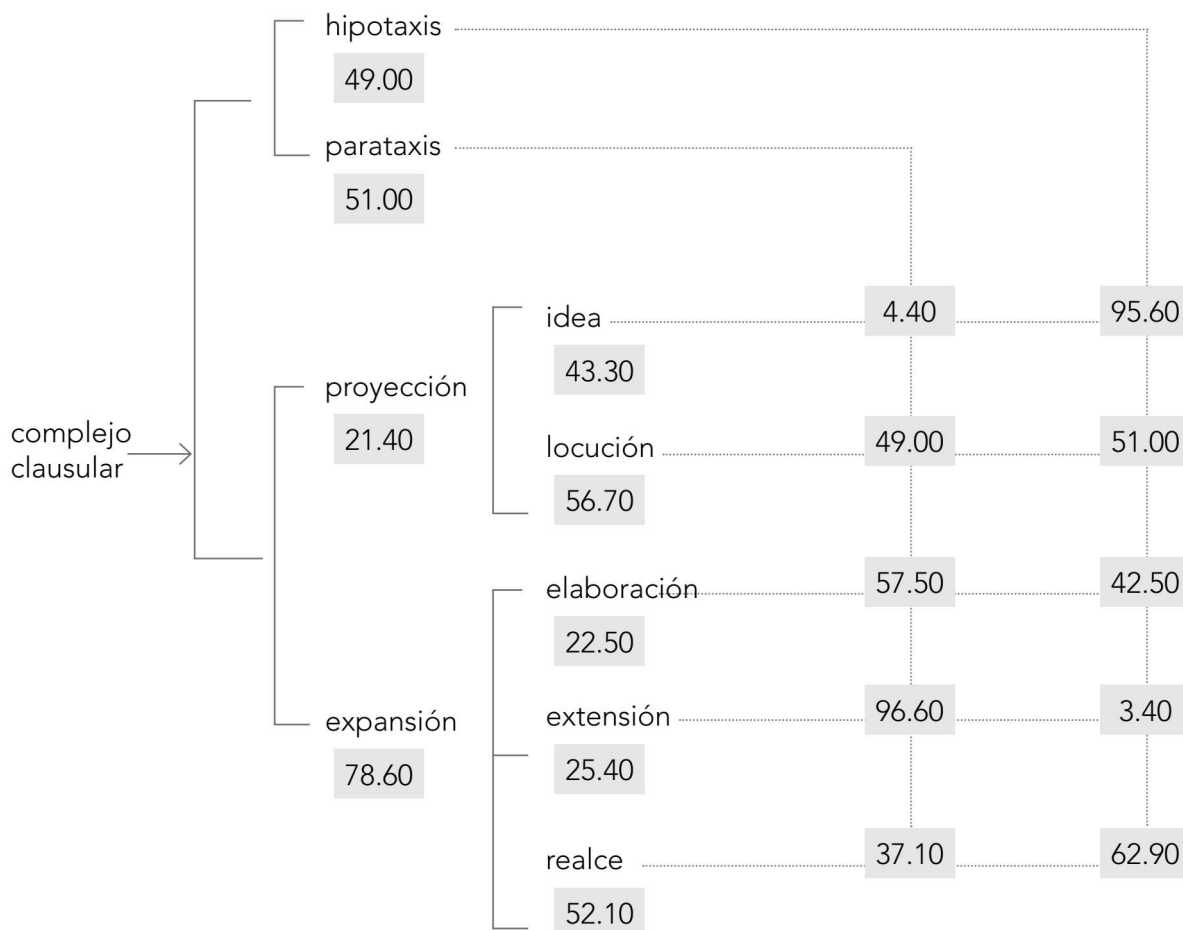 hipotaxis
49.00
parataxis
51.00
idea
4.40
95.60
43.30
proyección
21.40
complejo
clausular
locución
49.00
51.00
56.70
elaboración
57.50
42.50
22.50
expansión
78.60
extensión
96.60
3.40
25.40
realce
37.10
62.90
52.10